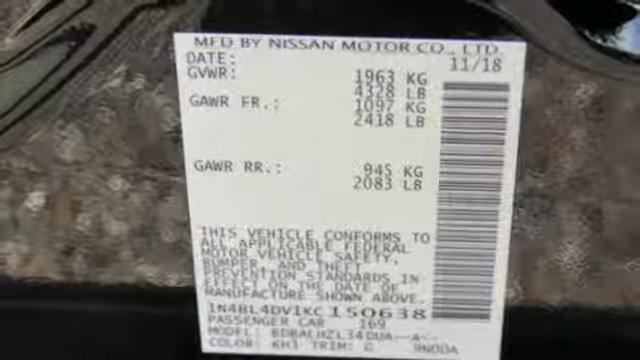 MFD BY NISSAN MOTOR CO., LTD.
DATE: 11/18
GVWR: 1963 KG
4328 LB
GAWR FR.: 1097 KG
2418 LB
GAWR RR.: 945 KG
2083 LB
THIS VEHICLE CONFORMS TO
ALL APPLICABLE FEDERAL
MOTOR VEHICLE SAFETY,
BUMPER AND THEFT
PREVENTION STANDARDS IN
EFFECT ON THE DATE OF
MANUFACTURE SHOWN ABOVE.
1N4BL4DV1KC150638
PASSENGER CAR 169
MODEL:
COLOR: KH3 TRIM: G